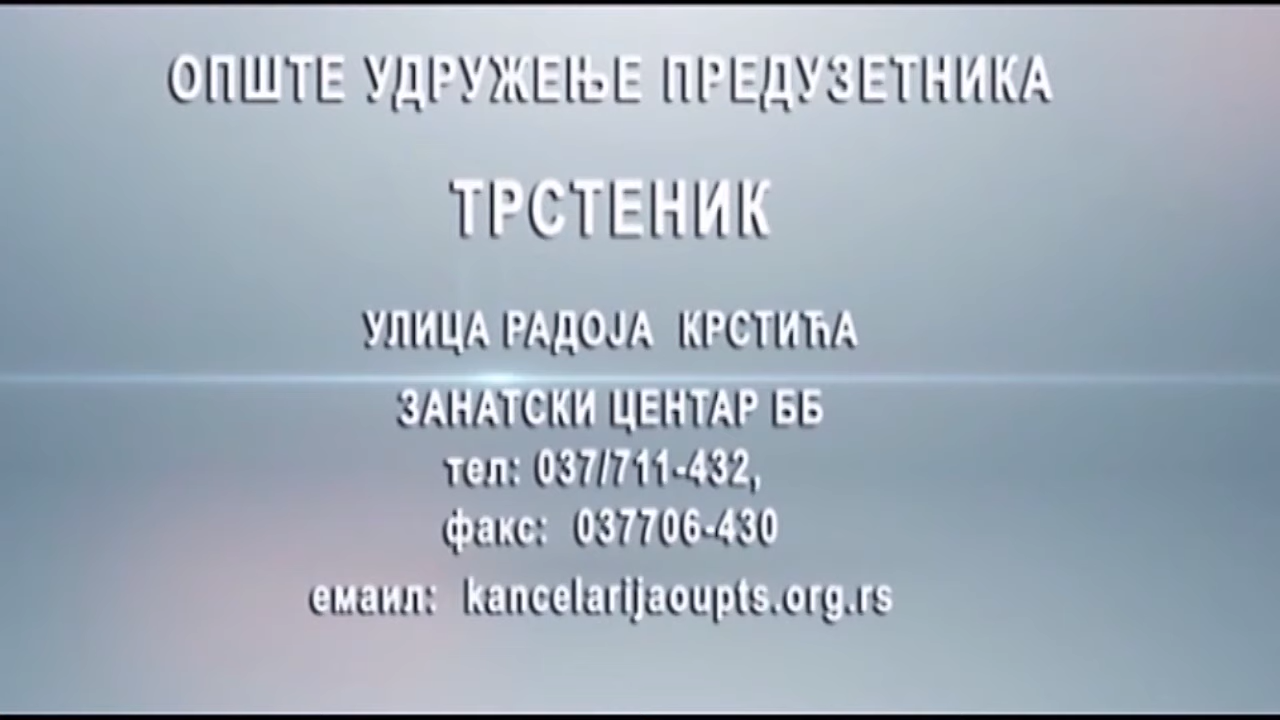 ОПШТЕ УДРУЖЕЊЕ ПРЕДУЗЕТНИКА
ТРСТЕНИК
УЛИЦА РАДОЈА КРСТИЋА
ЗАНАТСКИ ЦЕНТАР ББ
тел: 037/711-432,
факс: 037706-430
емаил: kancelarijaoupts.org.rs